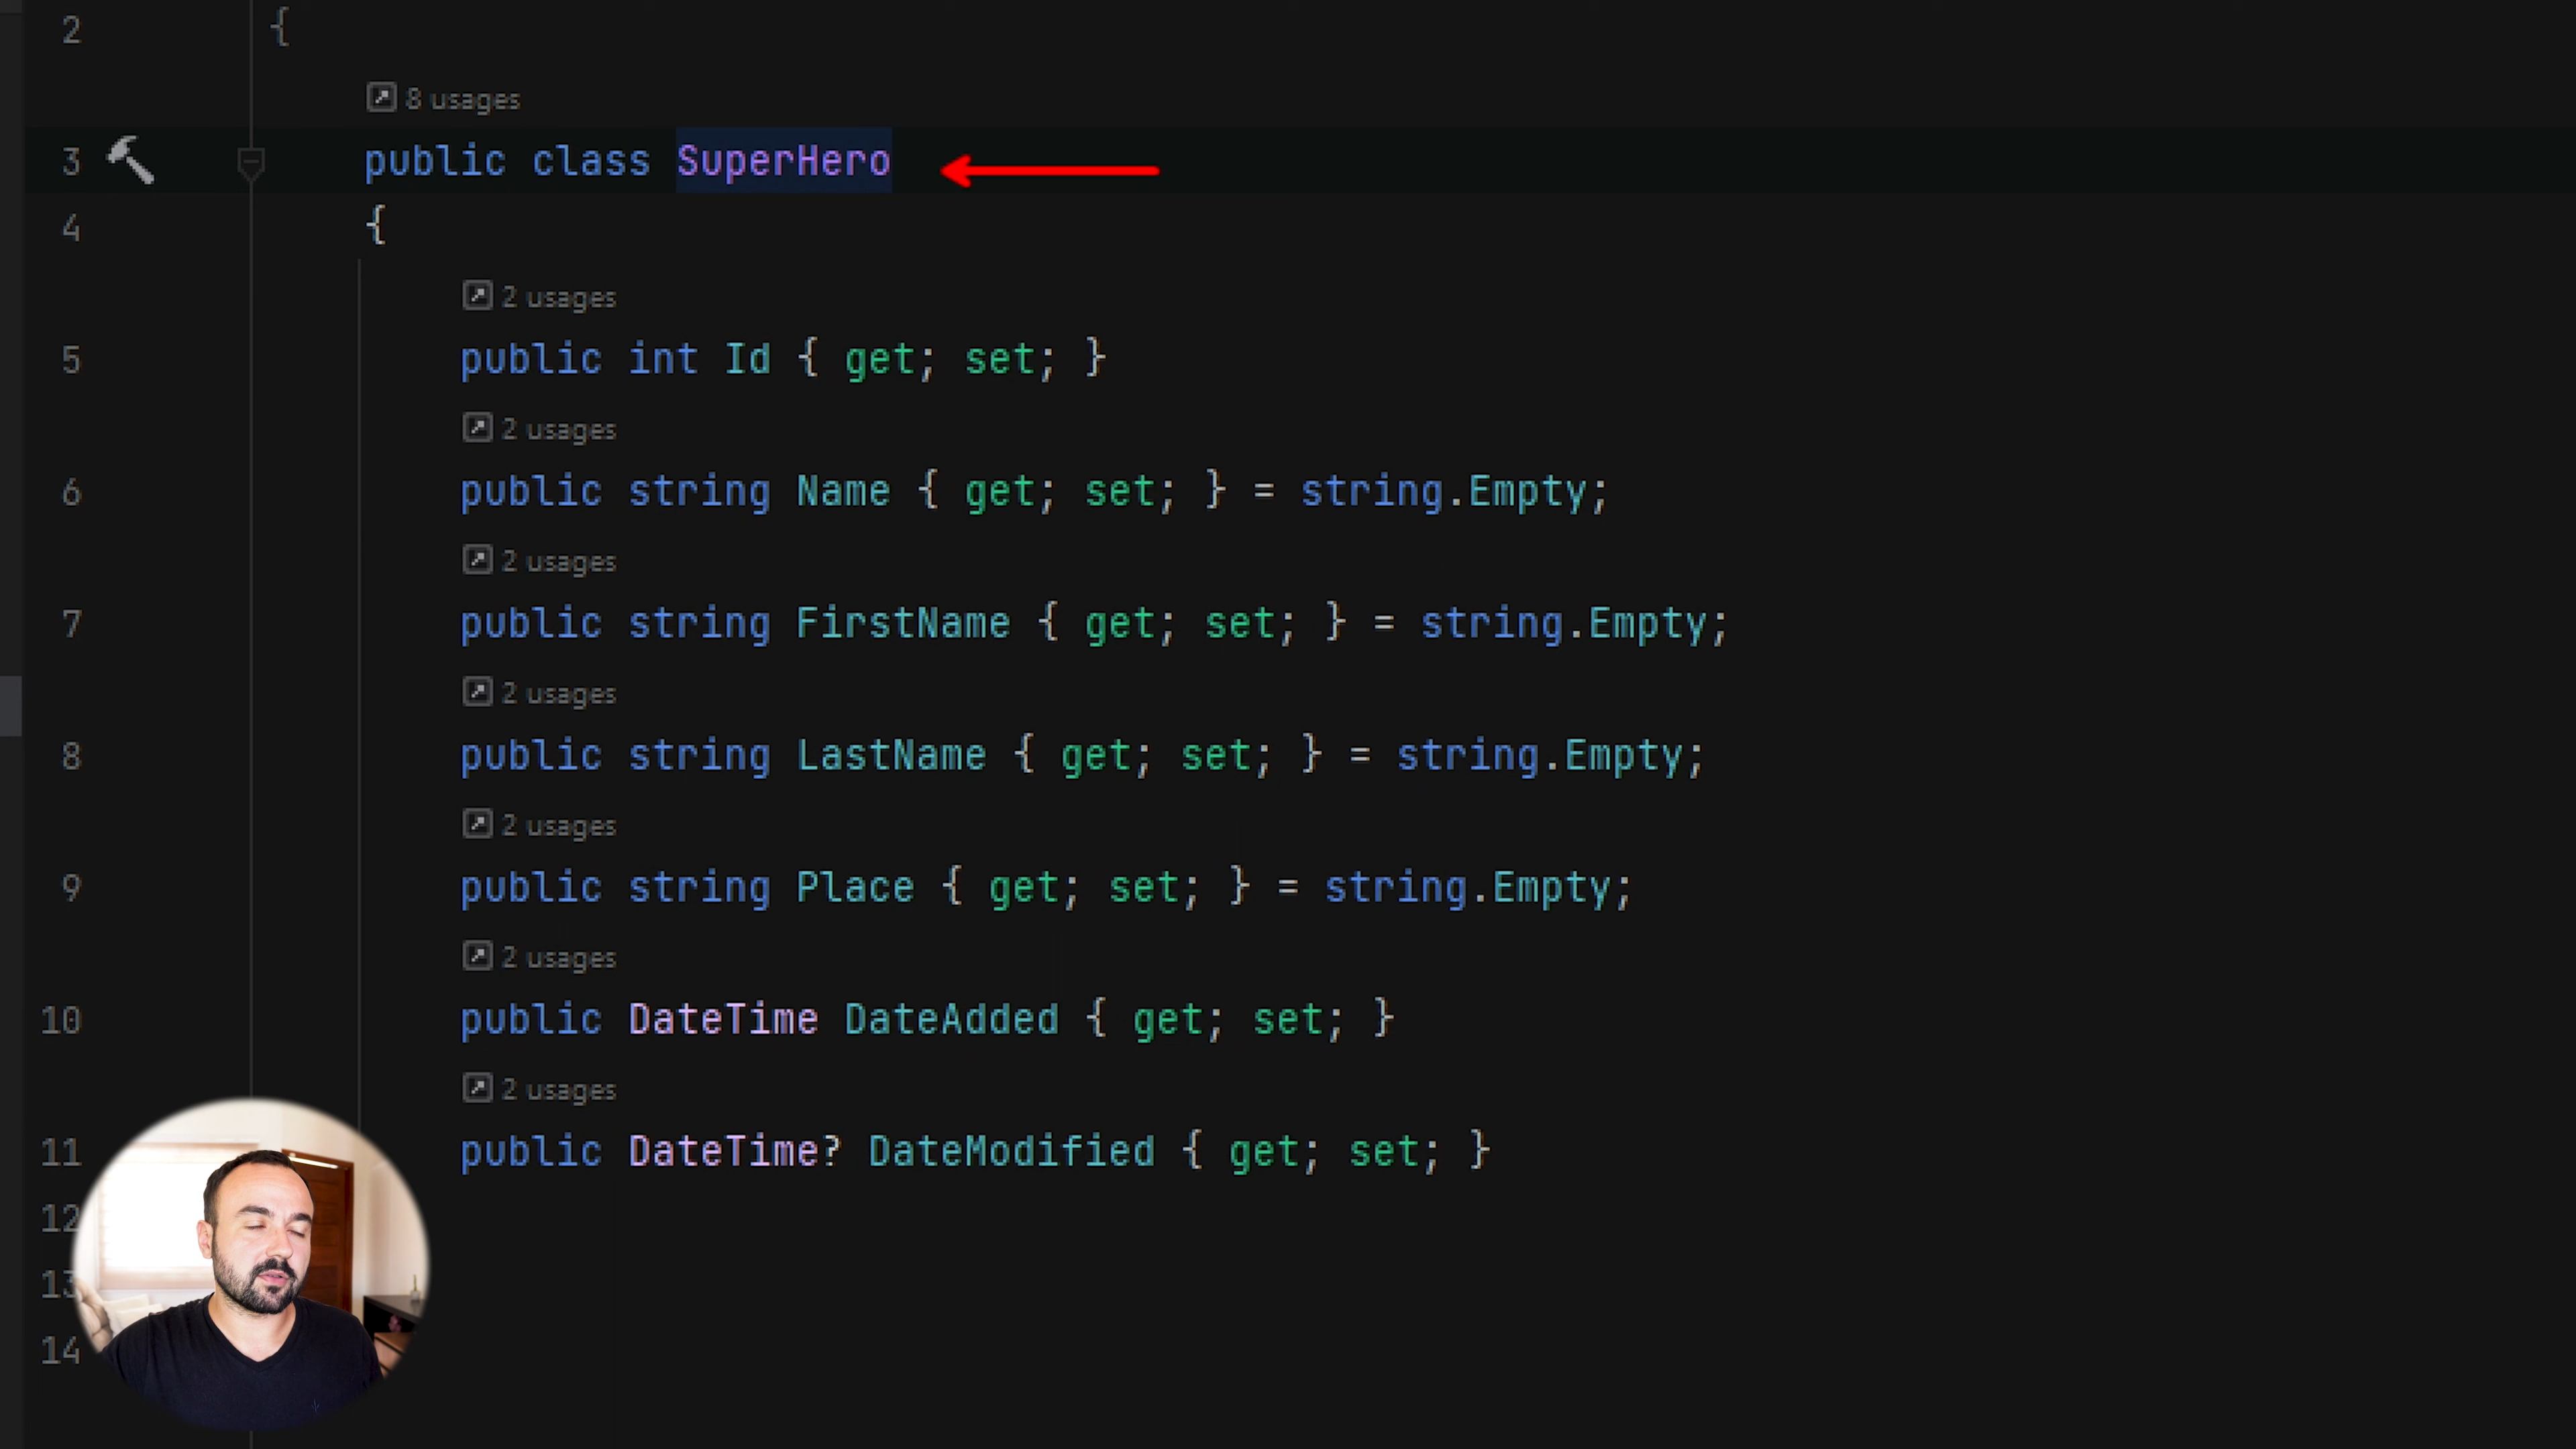 2 {
8 usages
3 public class SuperHero
4 {
2 usages
5 public int Id { get; set; }
2 usages
6 public string Name { get; set; } = string.Empty;
2 usages
7 public string FirstName { get; set; } = string.Empty;
2 usages
8 public string LastName { get; set; } = string.Empty;
2 usages
9 public string Place { get; set; } = string.Empty;
2 usages
10 public DateTime DateAdded { get; set; }
2 usages
11 public DateTime? DateModified { get; set; }
12
13
14